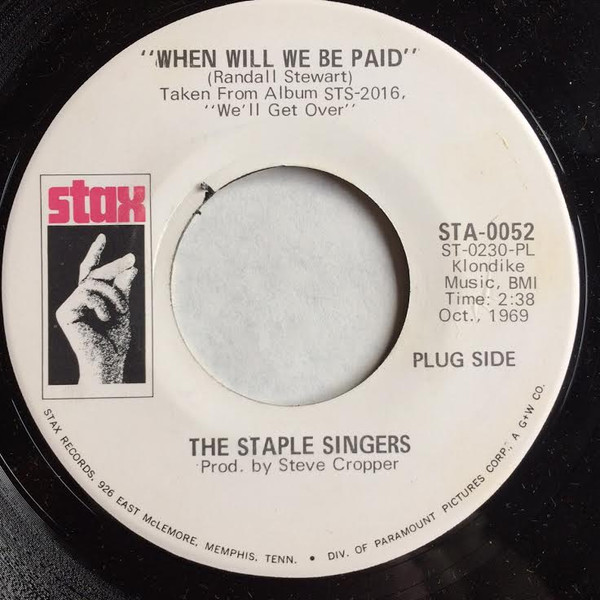 "WHEN WILL WE BE PAID"
(Randall Stewart)
Taken From Album STS-2016,
"We'll Get Over"
stax
STA-0052
ST-0230-PL
Klondike
Music, BMI
Time: 2:38
Oct., 1969
PLUG SIDE
THE STAPLE SINGERS
Prod. by Steve Cropper
STAX RECORDS, 926 EAST McLEMORE, MEMPHIS, TENN. • DIV. OF PARAMOUNT PICTURES CORP., A G+W CO.